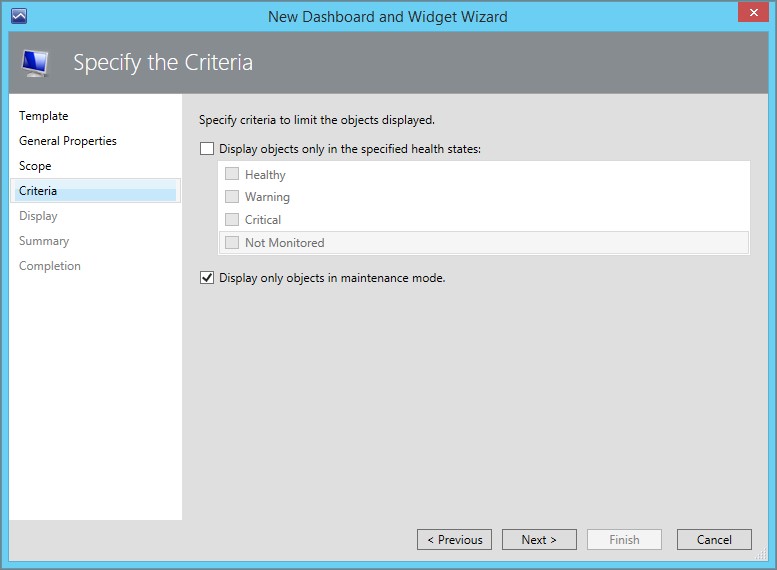 New Dashboard and Widget Wizard
Specify the Criteria
Template
General Properties
Scope
Criteria
Display
Summary
Completion
Specify criteria to limit the objects displayed.
Display objects only in the specified health states:
Healthy
Warning
Critical
Not Monitored
Display only objects in maintenance mode.
< Previous
Next >
Finish
Cancel